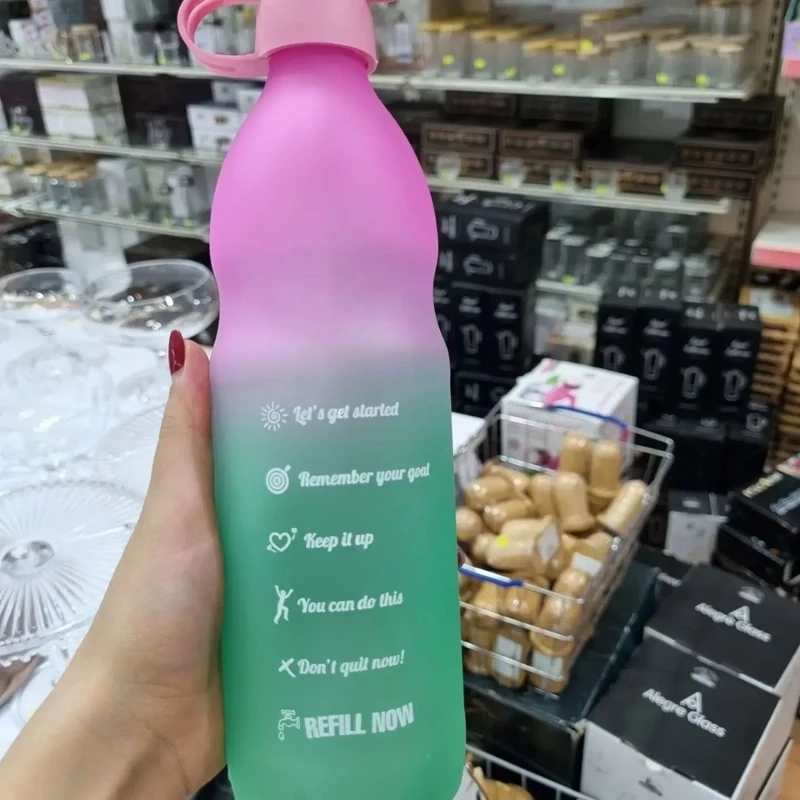 Let's get started
Remember your goal
Keep it up
You can do this
Don't quit now!
REFILL NOW
Alegre Glass
Alegre Glass